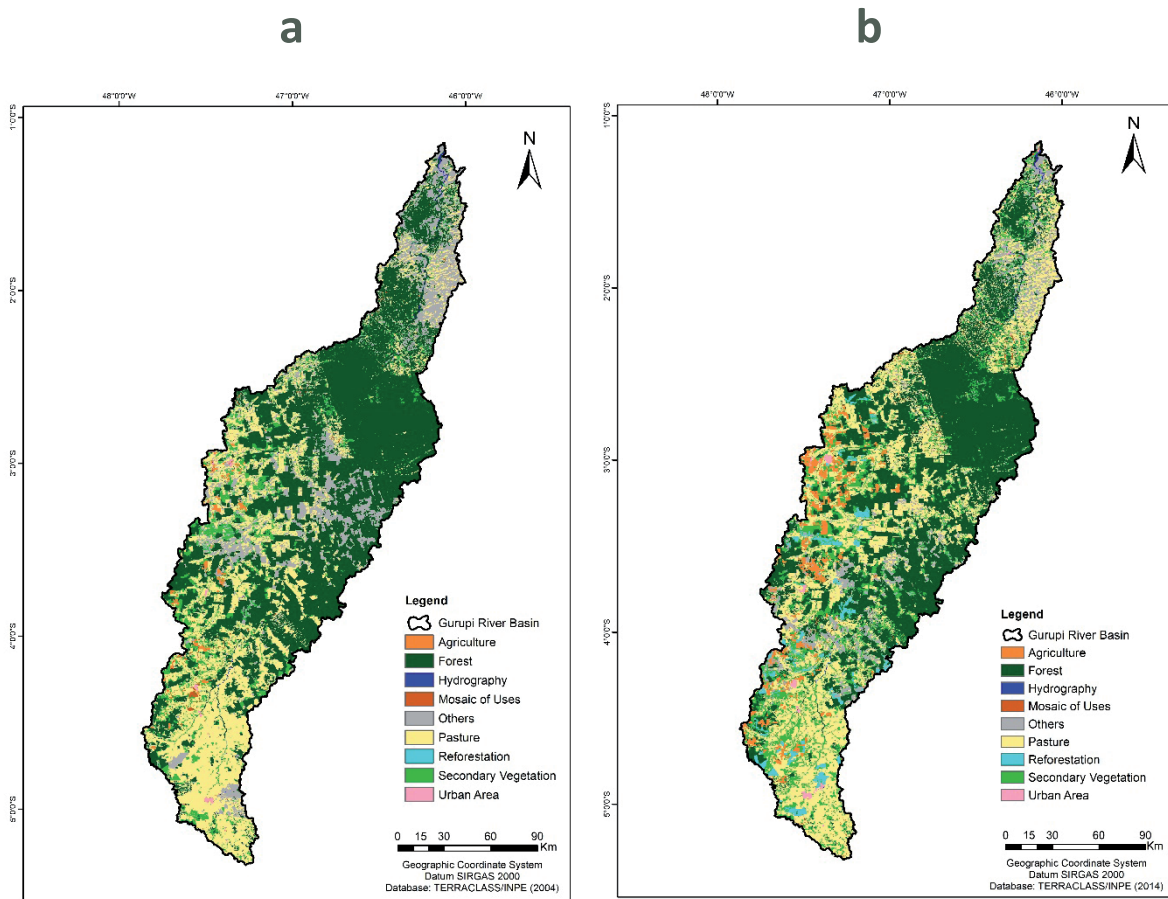 a
b
48°0'0"S
47°0'0"S
46°0'0"S
1°0'0"S
2°0'0"S
3°0'0"S
4°0'0"S
5°0'0"S
N
Legend
Gurupi River Basin
Agriculture
Forest
Hydrography
Mosaic of Uses
Others
Pasture
Reforestation
Secondary Vegetation
Urban Area
0 15 30 60 90
Km
Geographic Coordinate System
Datum SIRGAS 2000
Database: TERRACLASS/INPE (2004)
48°0'0"S
47°0'0"S
46°0'0"S
1°0'0"S
2°0'0"S
3°0'0"S
4°0'0"S
5°0'0"S
N
Legend
Gurupi River Basin
Agriculture
Forest
Hydrography
Mosaic of Uses
Others
Pasture
Reforestation
Secondary Vegetation
Urban Area
0 15 30 60 90
Km
Geographic Coordinate System
Datum SIRGAS 2000
Database: TERRACLASS/INPE (2014)